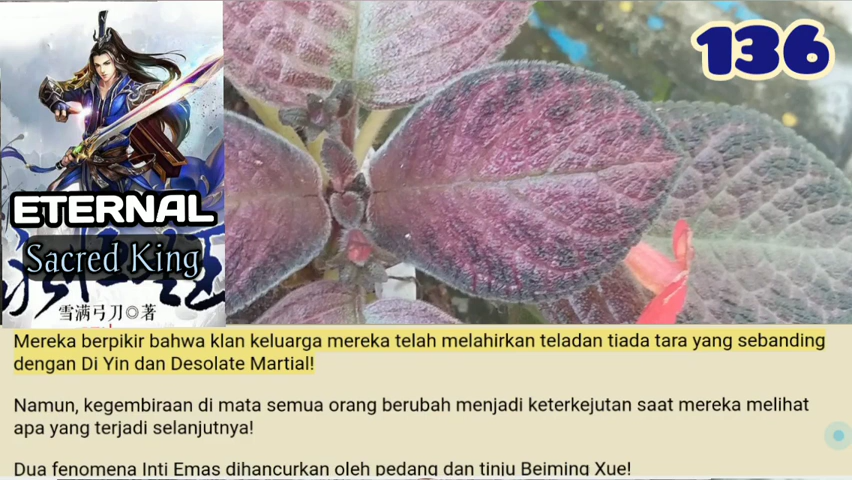 136
ETERNAL
Sacred King
雪满弓刀◎著
Mereka berpikir bahwa klan keluarga mereka telah melahirkan teladan tiada tara yang sebanding
dengan Di Yin dan Desolate Martial!
Namun, kegembiraan di mata semua orang berubah menjadi keterkejutan saat mereka melihat
apa yang terjadi selanjutnya!
Dua fenomena Inti Emas dihancurkan oleh pedang dan tinju Beiming Xue!